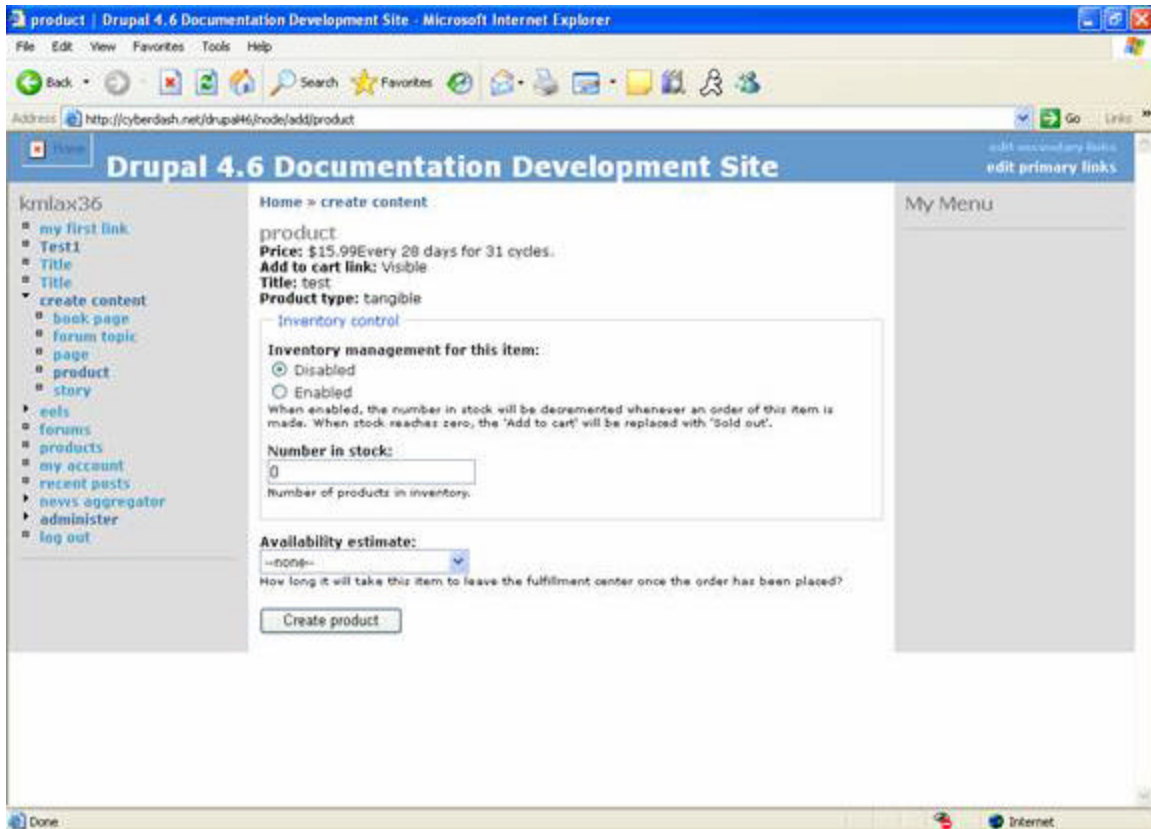 product | Drupal 4.6 Documentation Development Site - Microsoft Internet Explorer
File Edit View Favorites Tools Help
Back Search Favorites
Address http://cyberdash.net/drupal46/node/add/product Go Links »
Home
edit secondary links
Drupal 4.6 Documentation Development Site
edit primary links
kmlax36
my first link
Test1
Title
Title
create content
book page
forum topic
page
product
story
eels
forums
products
my account
recent posts
news aggregator
administer
log out
Home » create content
product
Price: $15.99Every 28 days for 31 cycles.
Add to cart link: Visible
Title: test
Product type: tangible
Inventory control
Inventory management for this item:
Disabled
Enabled
When enabled, the number in stock will be decremented whenever an order of this item is
made. When stock reaches zero, the 'Add to cart' will be replaced with 'Sold out'.
Number in stock:
0
Number of products in inventory.
Availability estimate:
--none--
How long it will take this item to leave the fulfillment center once the order has been placed?
Create product
My Menu
Done
Internet